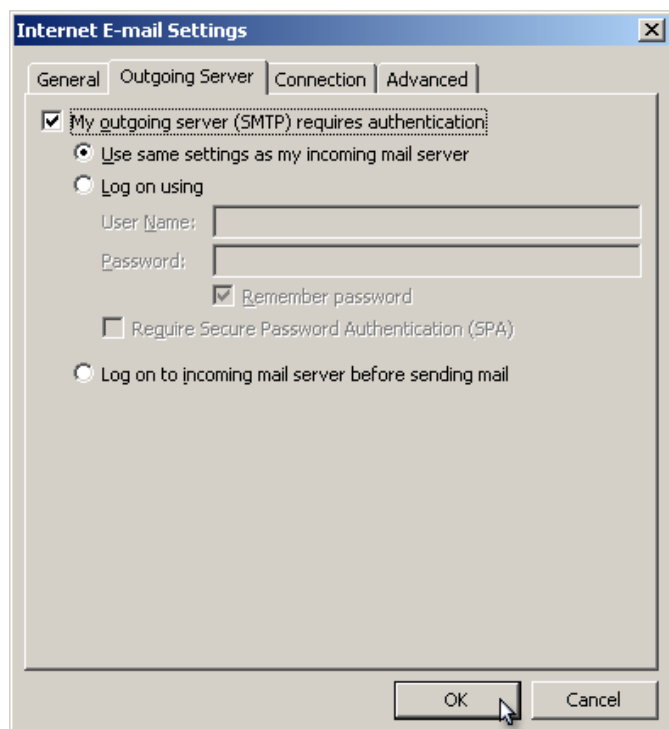 Internet E-mail Settings
General Outgoing Server Connection Advanced
My outgoing server (SMTP) requires authentication
Use same settings as my incoming mail server
Log on using
User Name:
Password:
Remember password
Require Secure Password Authentication (SPA)
Log on to incoming mail server before sending mail
OK Cancel